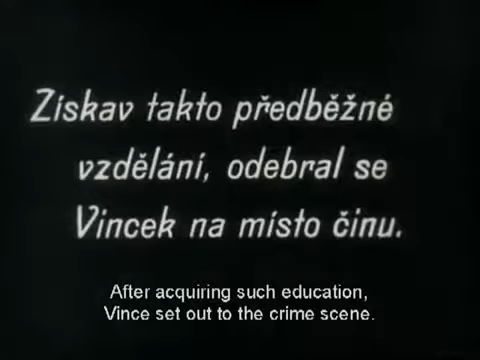 Získav takto předběžné
vzdělání, odebral se
Vincek na místo činu.
After acquiring such education,
Vince set out to the crime scene.